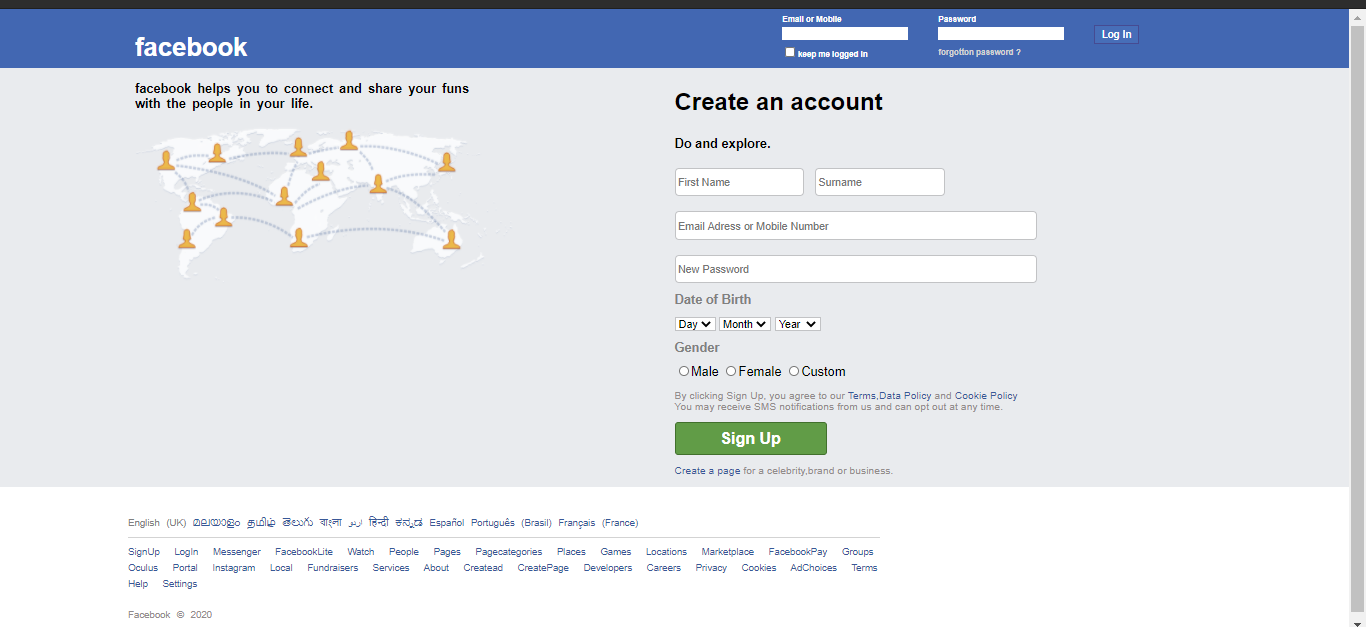 Email or Mobile
Password
facebook
Log In
keep me logged in
forgotton password ?
facebook helps you to connect and share your funs
with the people in your life.
Create an account
Do and explore.
First Name
Surname
Email Adress or Mobile Number
New Password
Date of Birth
Day Month Year
Gender
Male Female Custom
By clicking Sign Up, you agree to our Terms,Data Policy and Cookie Policy
You may receive SMS notifications from us and can opt out at any time.
Sign Up
Create a page for a celebrity,brand or business.
English (UK) മലയാളം தமிழ் తెలుగు বাংলা اردو हिन्दी ಕನ್ನಡ Español Português (Brasil) Français (France)
SignUp LogIn Messenger FacebookLite Watch People Pages Pagecategories Places Games Locations Marketplace FacebookPay Groups
Oculus Portal Instagram Local Fundraisers Services About Createad CreatePage Developers Careers Privacy Cookies AdChoices Terms
Help Settings
Facebook © 2020